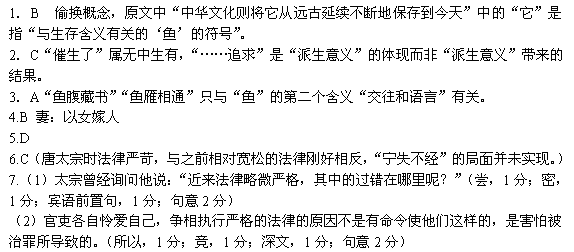 1．B　偷换概念，原文中“中华文化则将它从远古延续不断地保存到今天”中的“它”是
指“与生存含义有关的‘鱼’的符号”。
2．C“催生了”属无中生有，“……追求”是“派生意义”的体现而非“派生意义”带来的
结果。
3．A“鱼腹藏书”“鱼雁相通”只与“鱼”的第二个含义“交往和语言”有关。
4.B 妻：以女嫁人
5.D
6.C（唐太宗时法律严苛，与之前相对宽松的法律刚好相反，“宁失不经”的局面并未实现。）
7.（1）太宗曾经询问他说：“近来法律略微严格，其中的过错在哪里呢？”（尝，1分；密，
1分；宾语前置句，1分；句意2分）
（2）官吏各自怜爱自己，争相执行严格的法律的原因不是有命令使他们这样的，是害怕被
治罪所导致的。（所以，1分；竞，1分；深文，1分；句意2分）